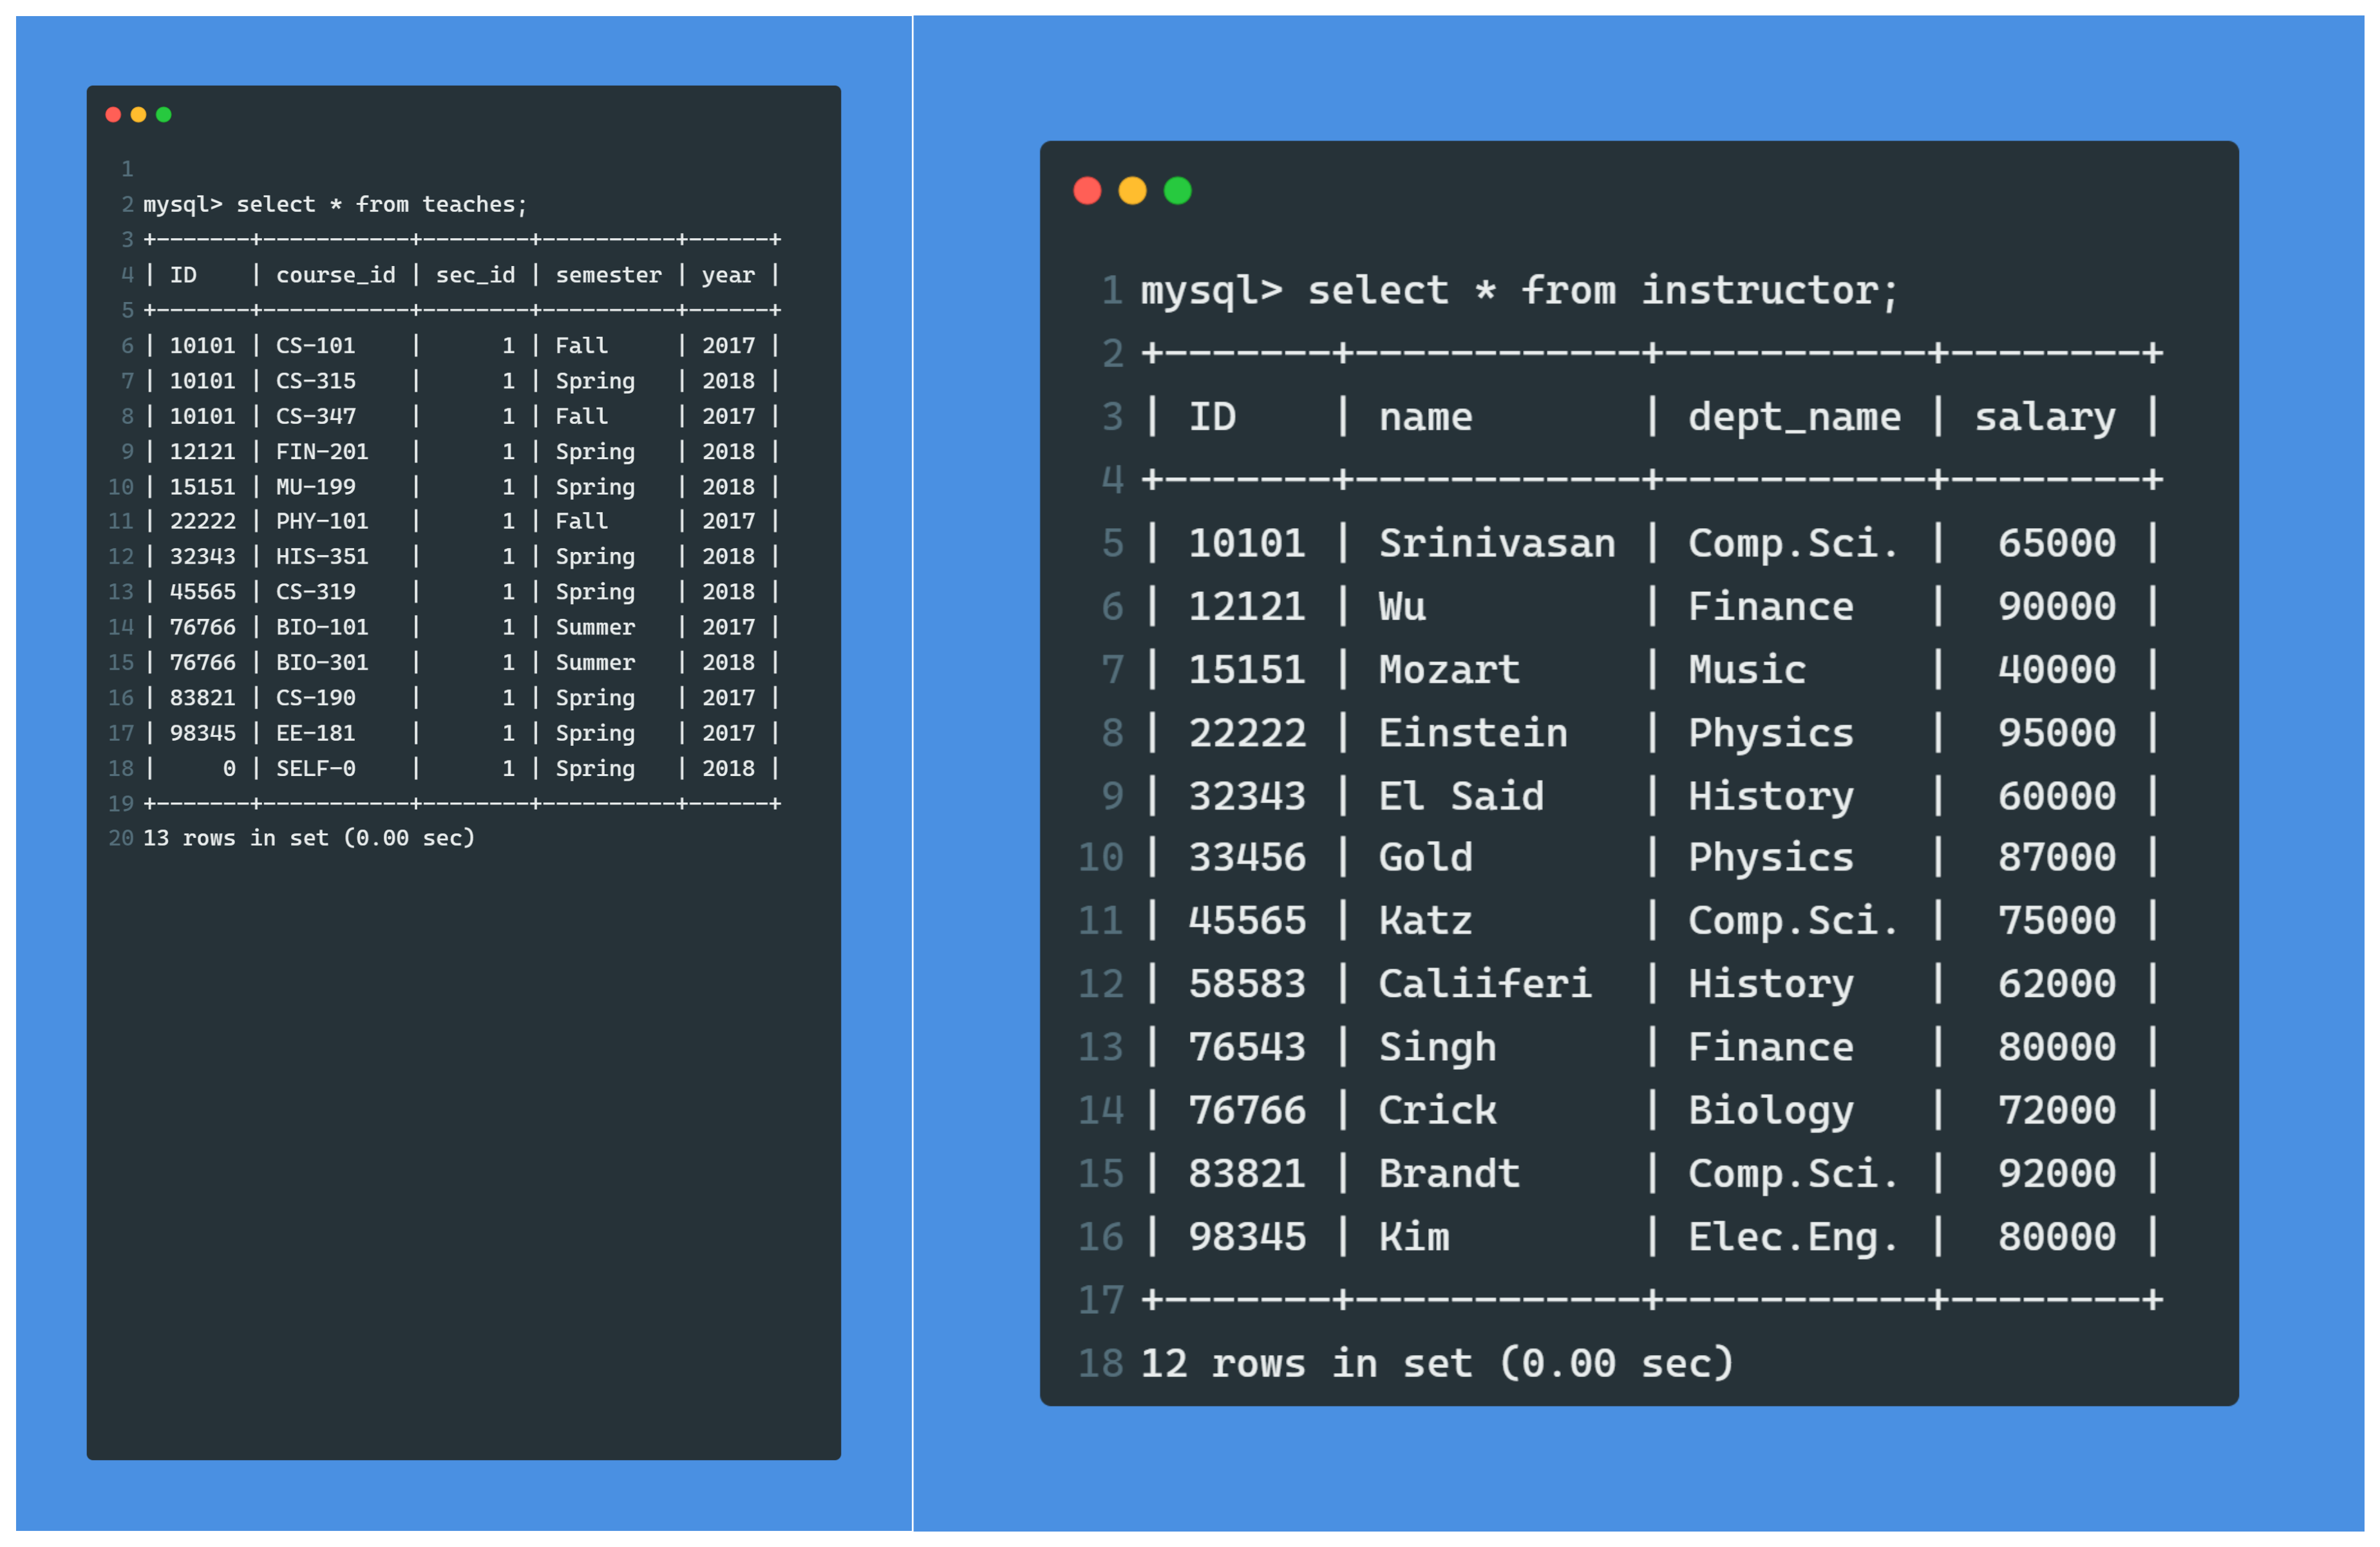 1
2 mysql> select * from teaches;
3 +-------+-----------+--------+----------+------+
4 | ID    | course_id | sec_id | semester | year |
5 +-------+-----------+--------+----------+------+
6 | 10101 | CS-101    |      1 | Fall     | 2017 |
7 | 10101 | CS-315    |      1 | Spring   | 2018 |
8 | 10101 | CS-347    |      1 | Fall     | 2017 |
9 | 12121 | FIN-201   |      1 | Spring   | 2018 |
10 | 15151 | MU-199    |      1 | Spring   | 2018 |
11 | 22222 | PHY-101   |      1 | Fall     | 2017 |
12 | 32343 | HIS-351   |      1 | Spring   | 2018 |
13 | 45565 | CS-319    |      1 | Spring   | 2018 |
14 | 76766 | BIO-101   |      1 | Summer   | 2017 |
15 | 76766 | BIO-301   |      1 | Summer   | 2018 |
16 | 83821 | CS-190    |      1 | Spring   | 2017 |
17 | 98345 | EE-181    |      1 | Spring   | 2017 |
18 |     0 | SELF-0    |      1 | Spring   | 2018 |
19 +-------+-----------+--------+----------+------+
20 13 rows in set (0.00 sec)
1 mysql> select * from instructor;
2 +-------+------------+-----------+--------+
3 | ID    | name       | dept_name | salary |
4 +-------+------------+-----------+--------+
5 | 10101 | Srinivasan | Comp.Sci. |  65000 |
6 | 12121 | Wu         | Finance   |  90000 |
7 | 15151 | Mozart     | Music     |  40000 |
8 | 22222 | Einstein   | Physics   |  95000 |
9 | 32343 | El Said    | History   |  60000 |
10 | 33456 | Gold       | Physics   |  87000 |
11 | 45565 | Katz       | Comp.Sci. |  75000 |
12 | 58583 | Caliiferi  | History   |  62000 |
13 | 76543 | Singh      | Finance   |  80000 |
14 | 76766 | Crick      | Biology   |  72000 |
15 | 83821 | Brandt     | Comp.Sci. |  92000 |
16 | 98345 | Kim        | Elec.Eng. |  80000 |
17 +-------+------------+-----------+--------+
18 12 rows in set (0.00 sec)